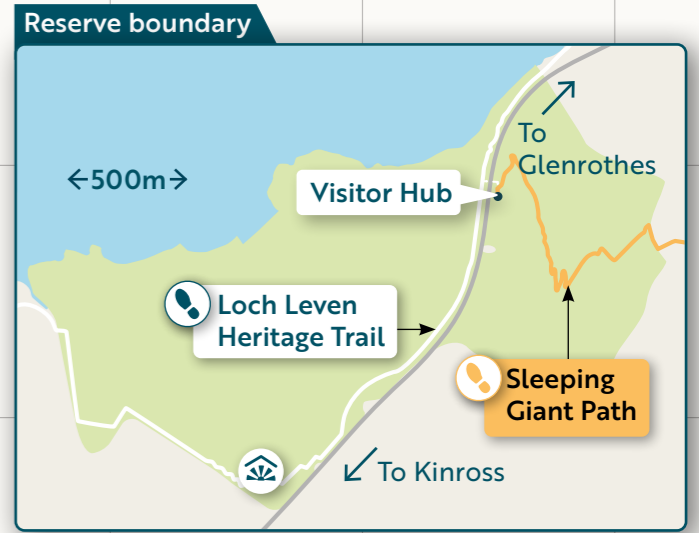 Reserve boundary
To
Glenrothes
←500m→
Visitor Hub
Loch Leven
Heritage Trail
Sleeping
Giant Path
To Kinross